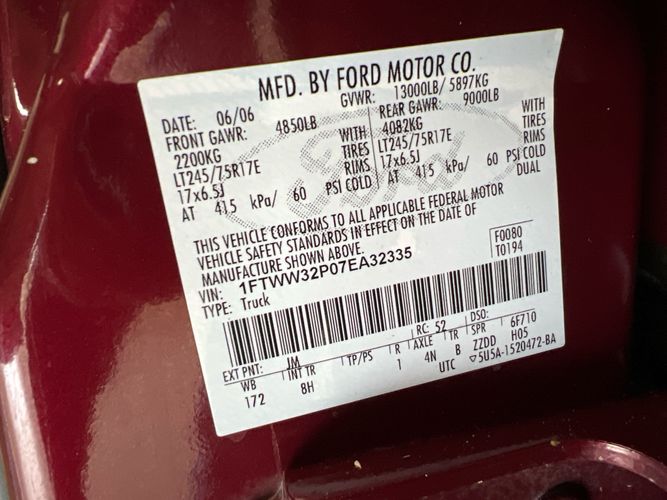 MFD. BY FORD MOTOR CO.
DATE: 06/06 GVWR: 13000LB/ 5897KG
FRONT GAWR: 4850LB REAR GAWR: 9000LB
2200KG WITH 4082KG WITH
LT245/75R17E TIRES LT245/75R17E TIRES
17x6.5J RIMS 17x6.5J RIMS
AT 415 kPa/ 60 PSI COLD AT 415 kPa/ 60 PSI COLD
DUAL
Ford
THIS VEHICLE CONFORMS TO ALL APPLICABLE FEDERAL MOTOR
VEHICLE SAFETY STANDARDS IN EFFECT ON THE DATE OF
MANUFACTURE SHOWN ABOVE.
VIN: 1FTWW32P07EA32335
TYPE: Truck
F0080
T0194
EXT PNT: JM RC: 52 DSO: 6F710
WB INT TR TP/PS R AXLE TR SPR H05
172 8H 1 4N B ZZDD
UTC ▽5U5A-1520472-BA